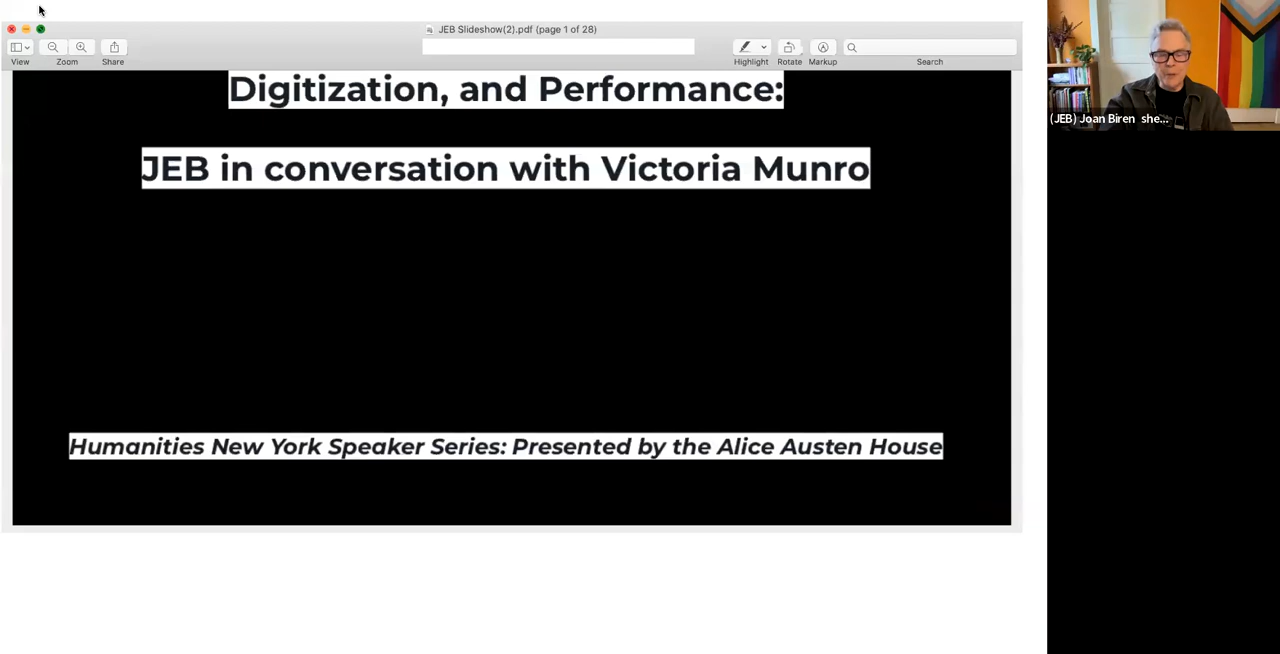 JEB Slideshow(2).pdf (page 1 of 28)
View Zoom Share Highlight Rotate Markup Search
Digitization, and Performance:
JEB in conversation with Victoria Munro
Humanities New York Speaker Series: Presented by the Alice Austen House
(JEB) Joan Biren she...